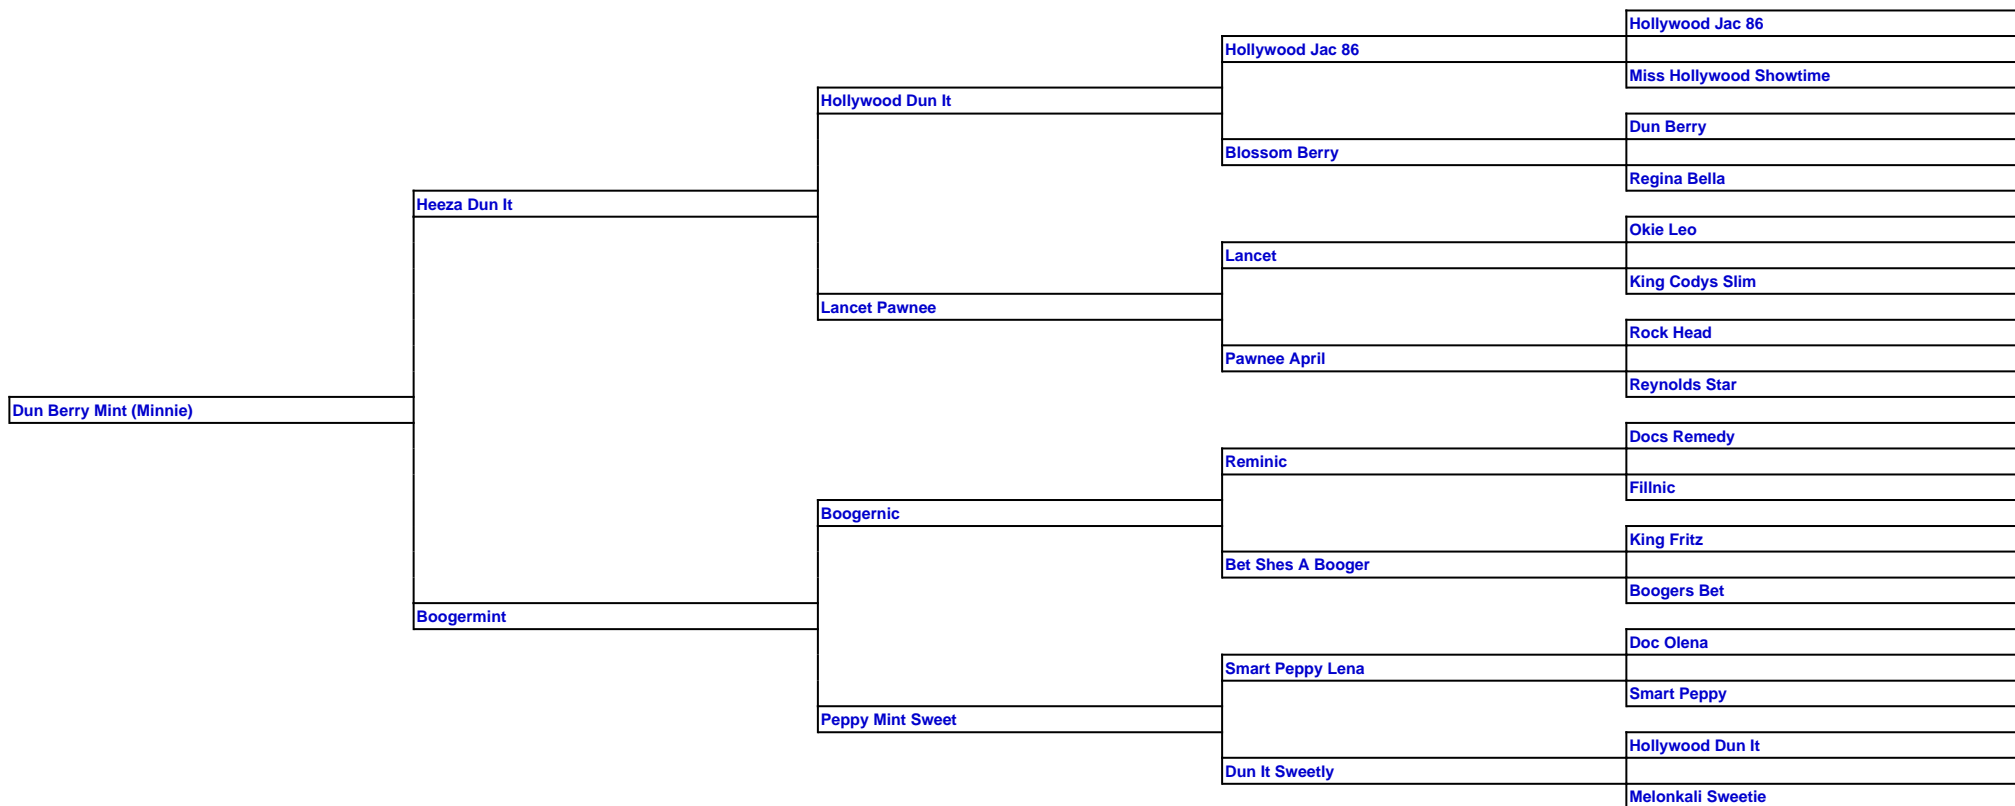 Hollywood Jac 86
Hollywood Jac 86
Miss Hollywood Showtime
Hollywood Dun It
Dun Berry
Blossom Berry
Regina Bella
Heeza Dun It
Okie Leo
Lancet
King Codys Slim
Lancet Pawnee
Rock Head
Pawnee April
Reynolds Star
Dun Berry Mint (Minnie)
Docs Remedy
Reminic
Fillnic
Boogernic
King Fritz
Bet Shes A Booger
Boogers Bet
Boogermint
Doc Olena
Smart Peppy Lena
Smart Peppy
Peppy Mint Sweet
Hollywood Dun It
Dun It Sweetly
Melonkali Sweetie